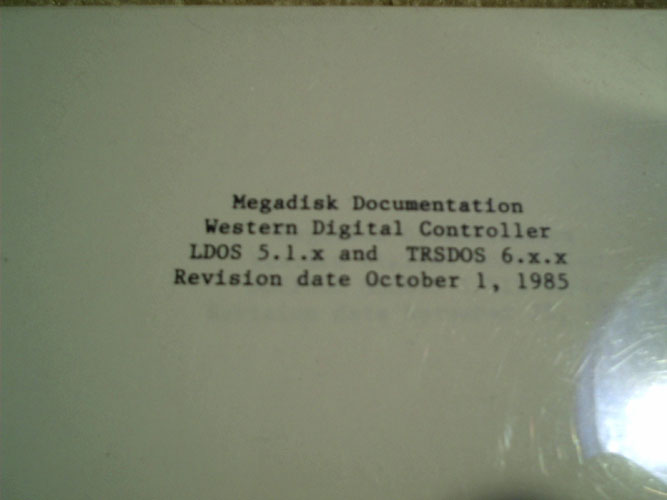 Megadisk Documentation
Western Digital Controller
LDOS 5.1.x and TRSDOS 6.x.x
Revision date October 1, 1985